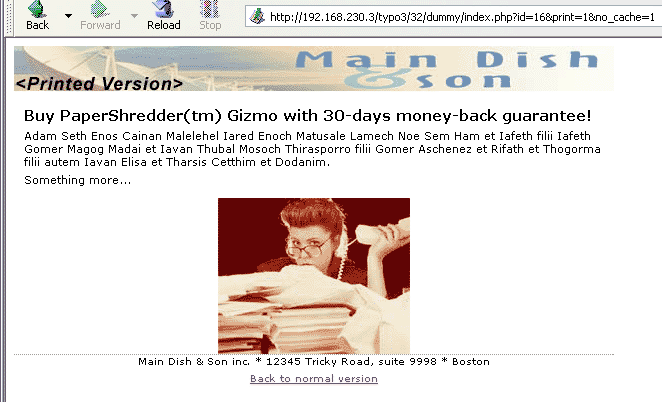 Back Forward Reload Stop http://192.168.230.3/typo3/32/dummy/index.php?id=16&print=1&no_cache=1
Main Dish
& son
<Printed Version>
Buy PaperShredder(tm) Gizmo with 30-days money-back guarantee!
Adam Seth Enos Cainan Malelehel Iared Enoch Matusale Lamech Noe Sem Ham et Iafeth filii Iafeth
Gomer Magog Madai et Iavan Thubal Mosoch Thirasporro filii Gomer Aschenez et Rifath et Thogorma
filii autem Iavan Elisa et Tharsis Cetthim et Dodanim.
Something more...
Main Dish & Son inc. * 12345 Tricky Road, suite 9998 * Boston
Back to normal version